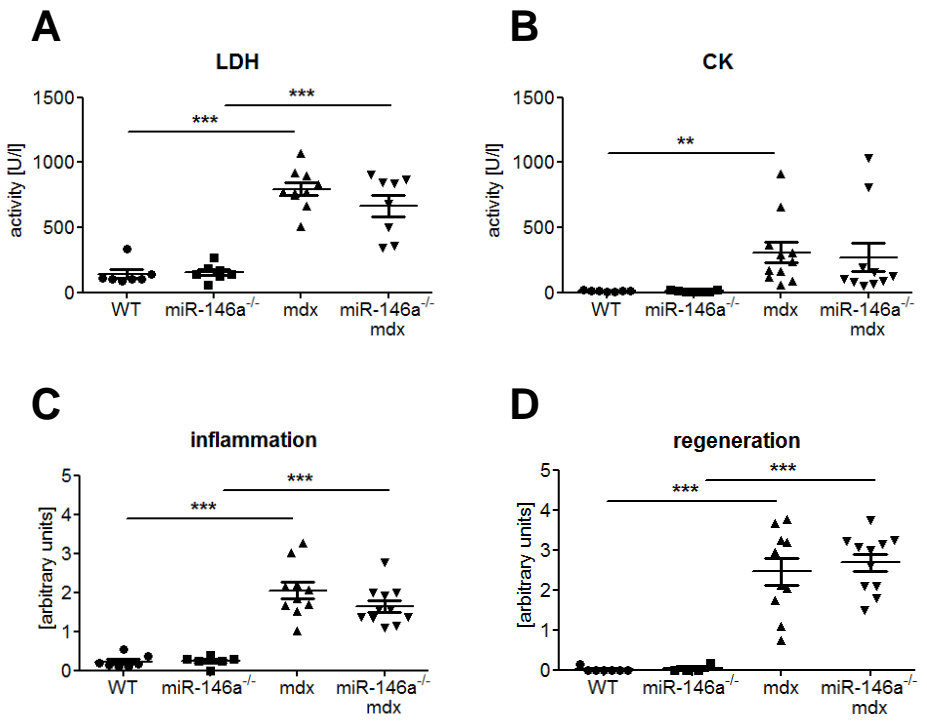 A
LDH
activity [U/l]
1500
1000
500
0
***
***
WT
miR-146a-/-
mdx
miR-146a-/-
mdx
B
CK
activity [U/l]
1500
1000
500
0
**
WT
miR-146a-/-
mdx
miR-146a-/-
mdx
C
inflammation
[arbitrary units]
5
4
3
2
1
0
***
***
WT
miR-146a-/-
mdx
miR-146a-/-
mdx
D
regeneration
[arbitrary units]
5
4
3
2
1
0
***
***
WT
miR-146a-/-
mdx
miR-146a-/-
mdx